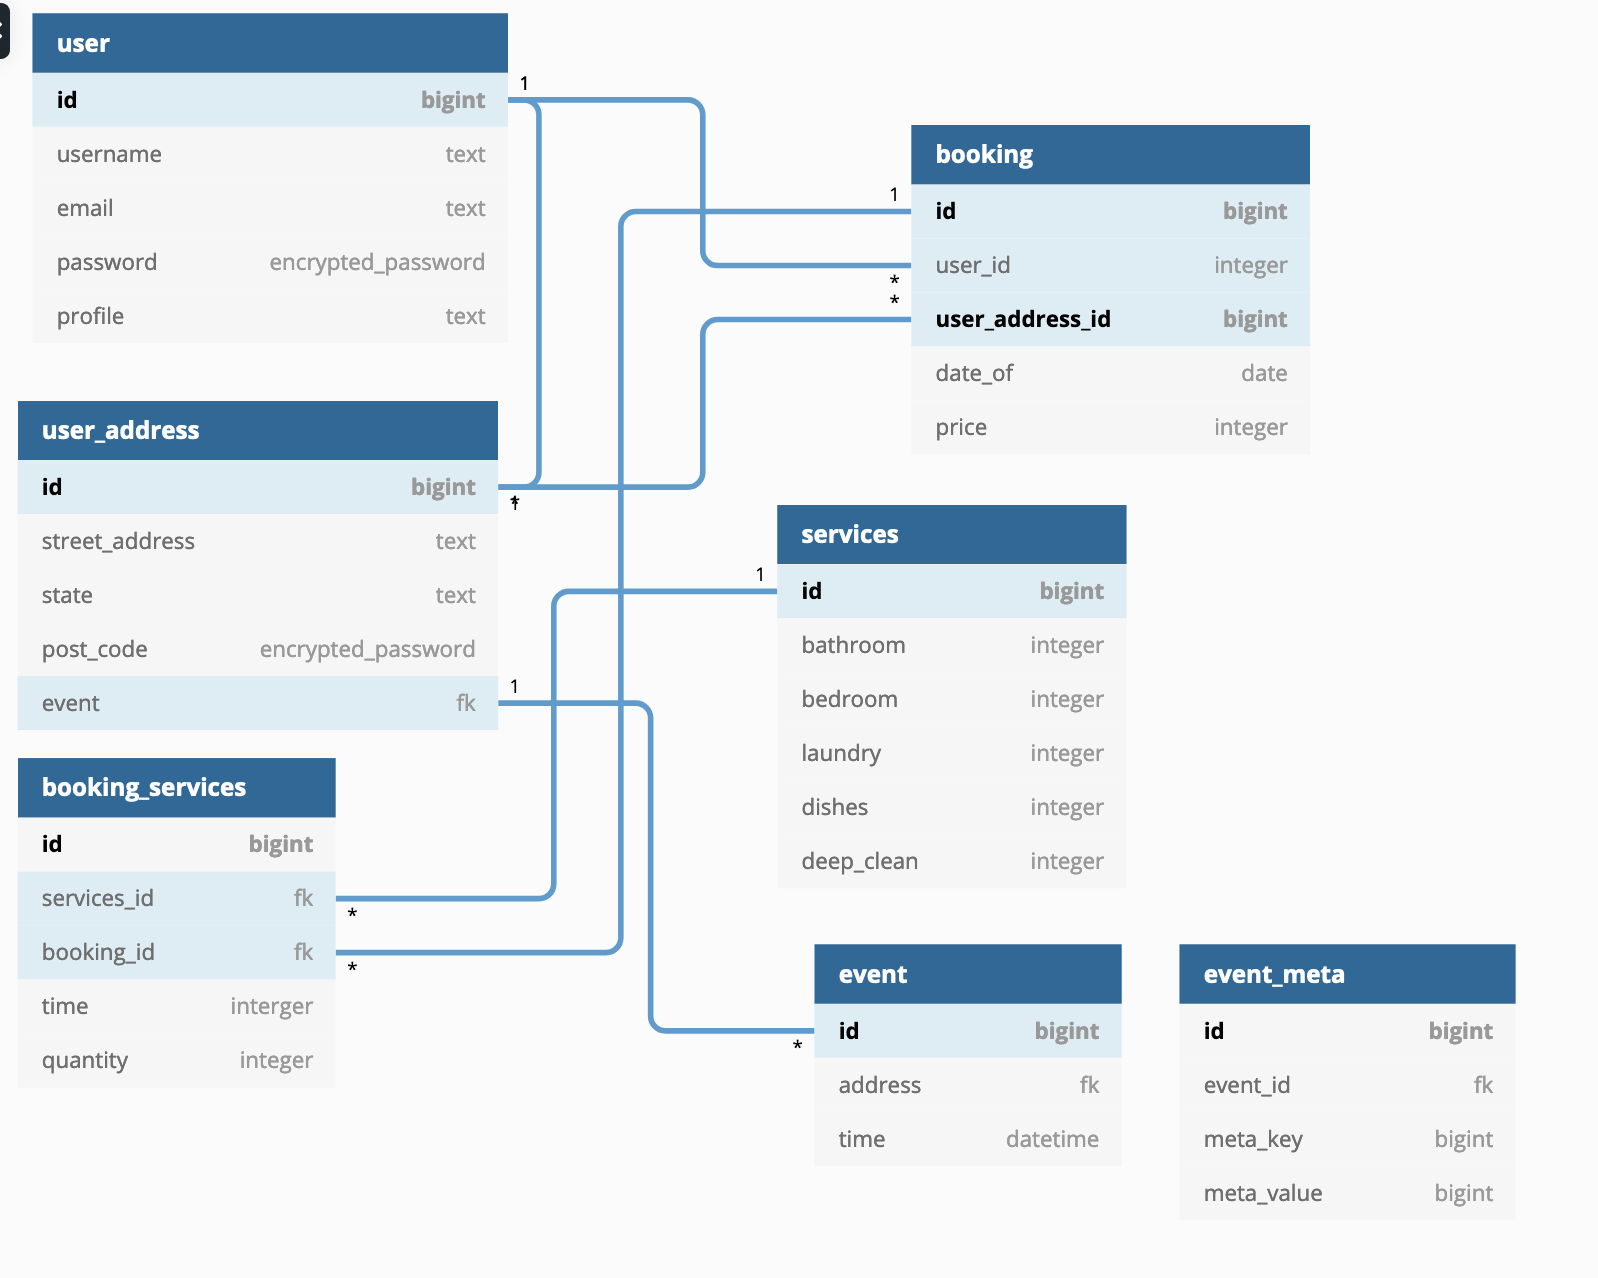 user
id bigint
username text
email text
password encrypted_password
profile text
1
booking
id bigint
user_id integer
user_address_id bigint
date_of date
price integer
1
*
*
user_address
id bigint
street_address text
state text
post_code encrypted_password
event fk
*
1
1
services
id bigint
bathroom integer
bedroom integer
laundry integer
dishes integer
deep_clean integer
1
booking_services
id bigint
services_id fk
booking_id fk
time interger
quantity integer
*
*
event
id bigint
address fk
time datetime
*
event_meta
id bigint
event_id fk
meta_key bigint
meta_value bigint